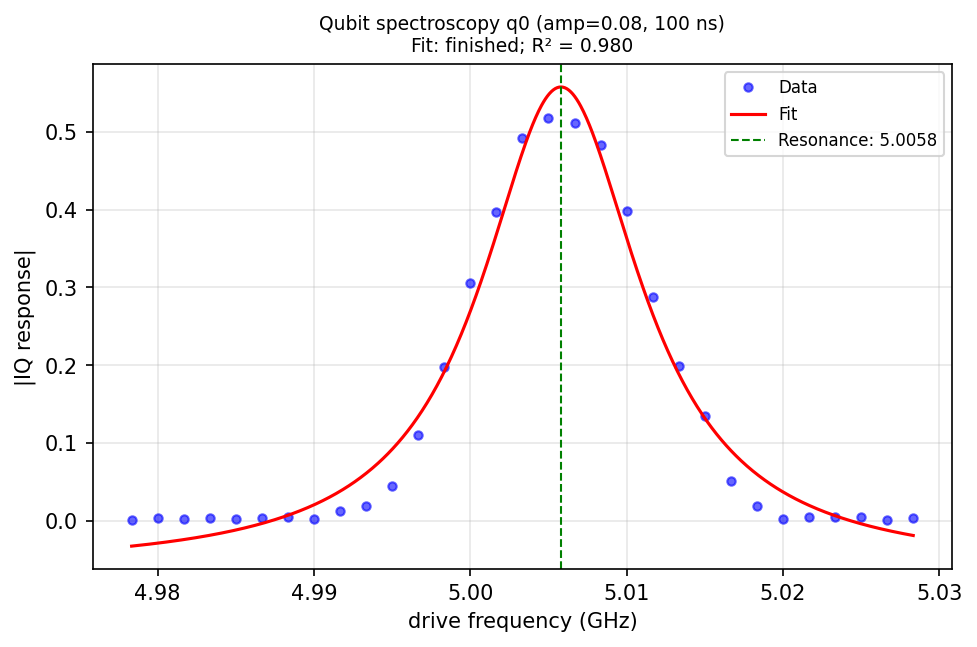 Qubit spectroscopy q0 (amp=0.08, 100 ns)
Fit: finished; R² = 0.980
Data
Fit
Resonance: 5.0058
|IQ response|
0.5
0.4
0.3
0.2
0.1
0.0
4.98 4.99 5.00 5.01 5.02 5.03
drive frequency (GHz)